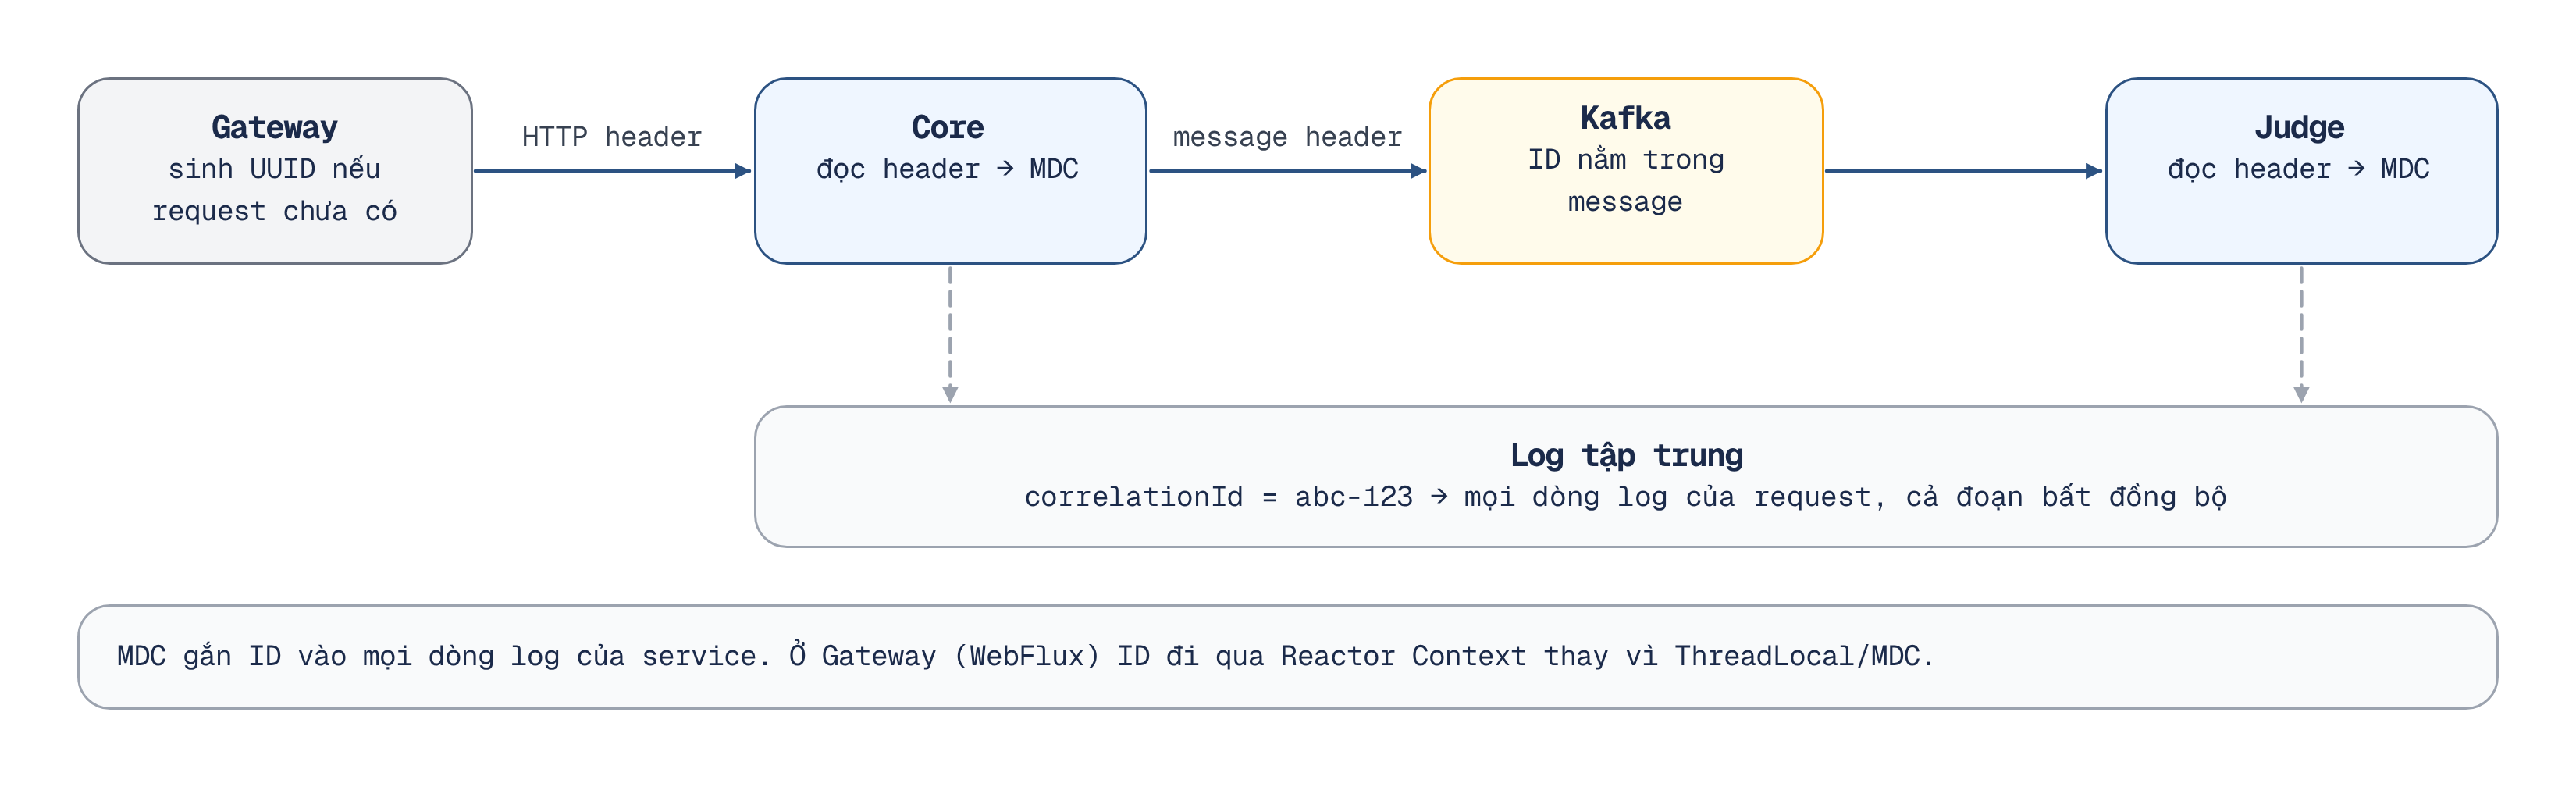 Gateway
sinh UUID nếu
request chưa có
HTTP header
Core
đọc header → MDC
message header
Kafka
ID nằm trong
message
Judge
đọc header → MDC
Log tập trung
correlationId = abc-123 → mọi dòng log của request, cả đoạn bất đồng bộ
MDC gắn ID vào mọi dòng log của service. Ở Gateway (WebFlux) ID đi qua Reactor Context thay vì ThreadLocal/MDC.